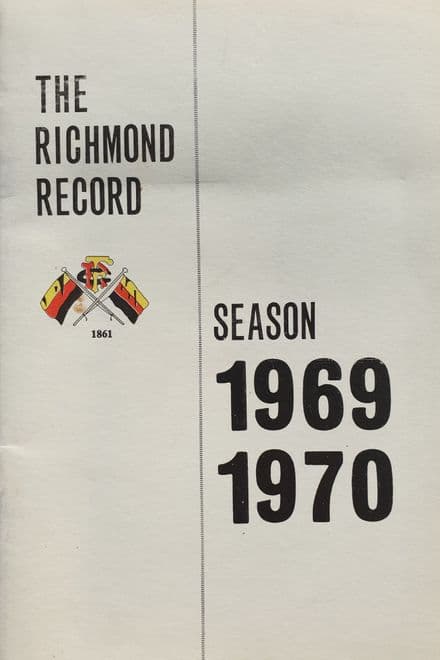 THE
RICHMOND
RECORD
1861
SEASON
1969
1970